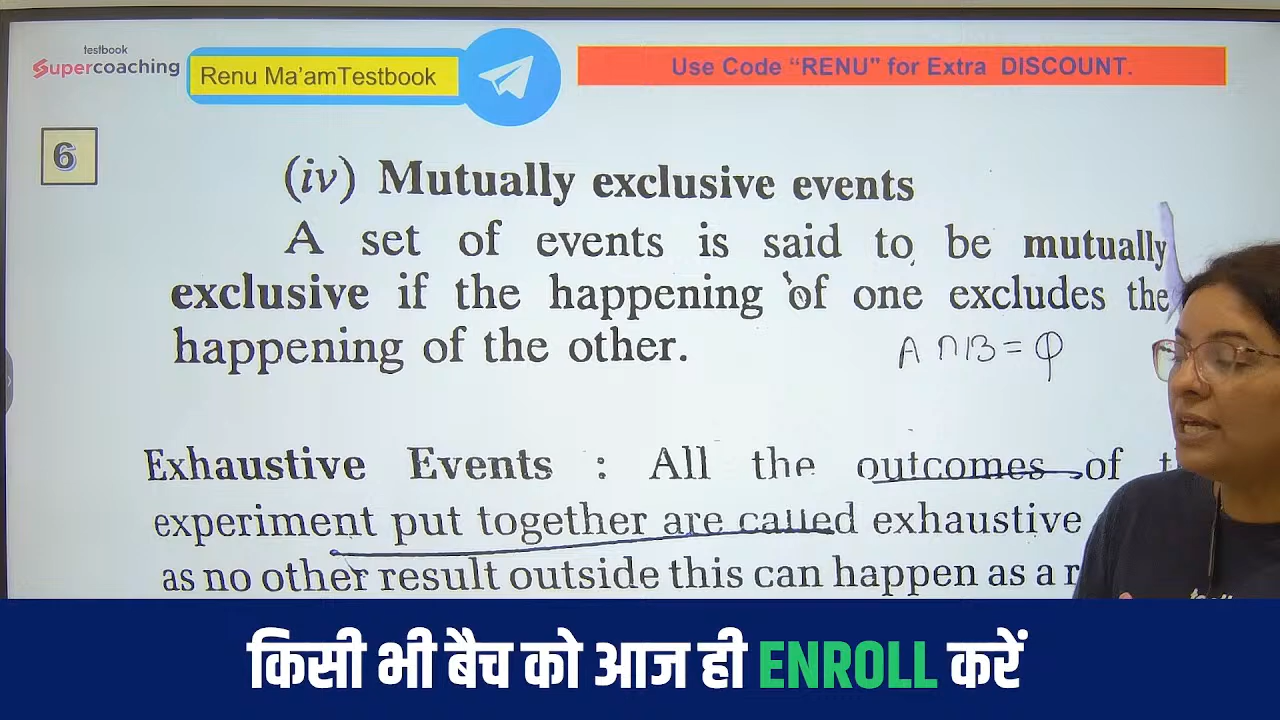 testbook
Supercoaching
Renu Ma’amTestbook
Use Code “RENU" for Extra DISCOUNT.
6
(iv) Mutually exclusive events
A set of events is said to be mutually
exclusive if the happening of one excludes the
happening of the other.
A ∩ B = φ
Exhaustive Events : All the outcomes of
experiment put together are called exhaustive
as no other result outside this can happen as a
किसी भी बैच को आज ही ENROLL करें